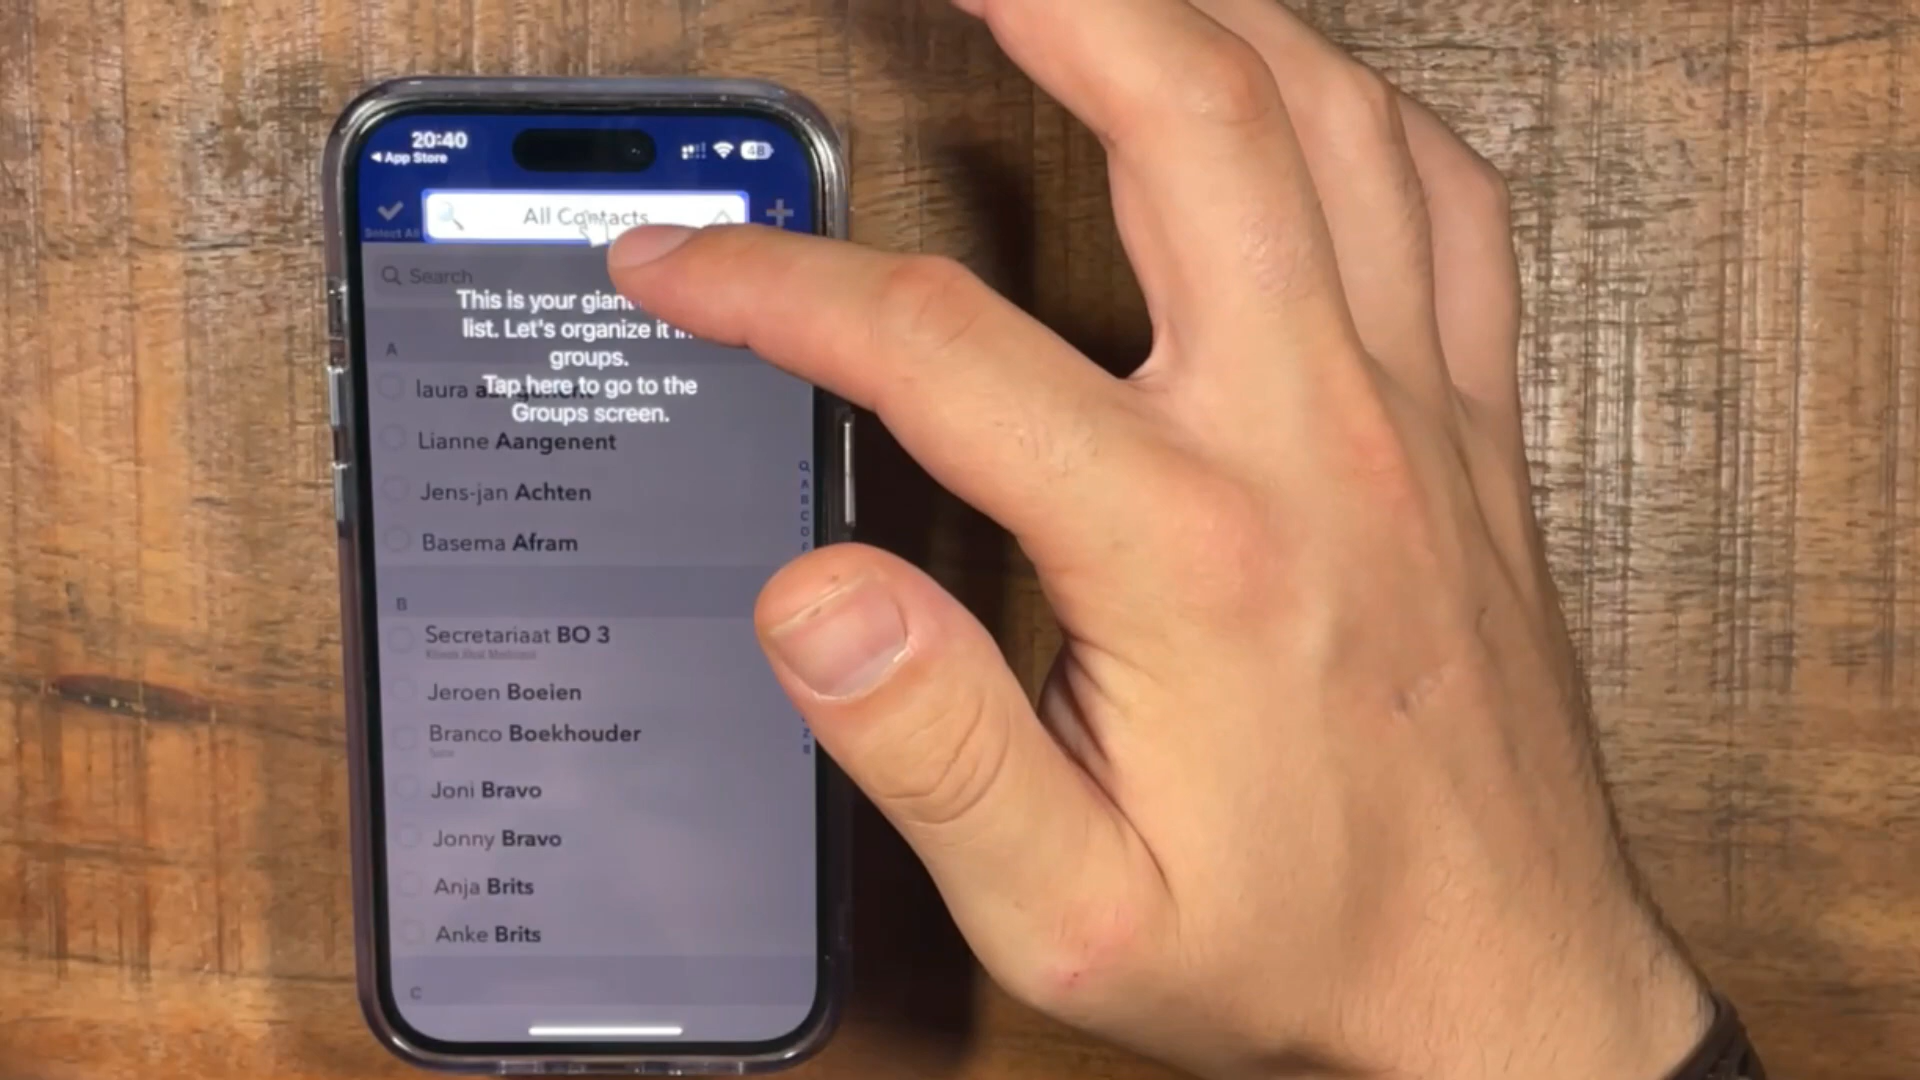 20:40
48
App Store
All Contacts
Select All
Search
This is your giant
list. Let's organize it in
groups.
Tap here to go to the
Groups screen.
A
laura
Lianne Aangenent
Jens-jan Achten
Basema Afram
B
Secretariaat BO 3
Jeroen Boeien
Branco Boekhouder
Joni Bravo
Jonny Bravo
Anja Brits
Anke Brits
C
A
B
C
D
Z
#